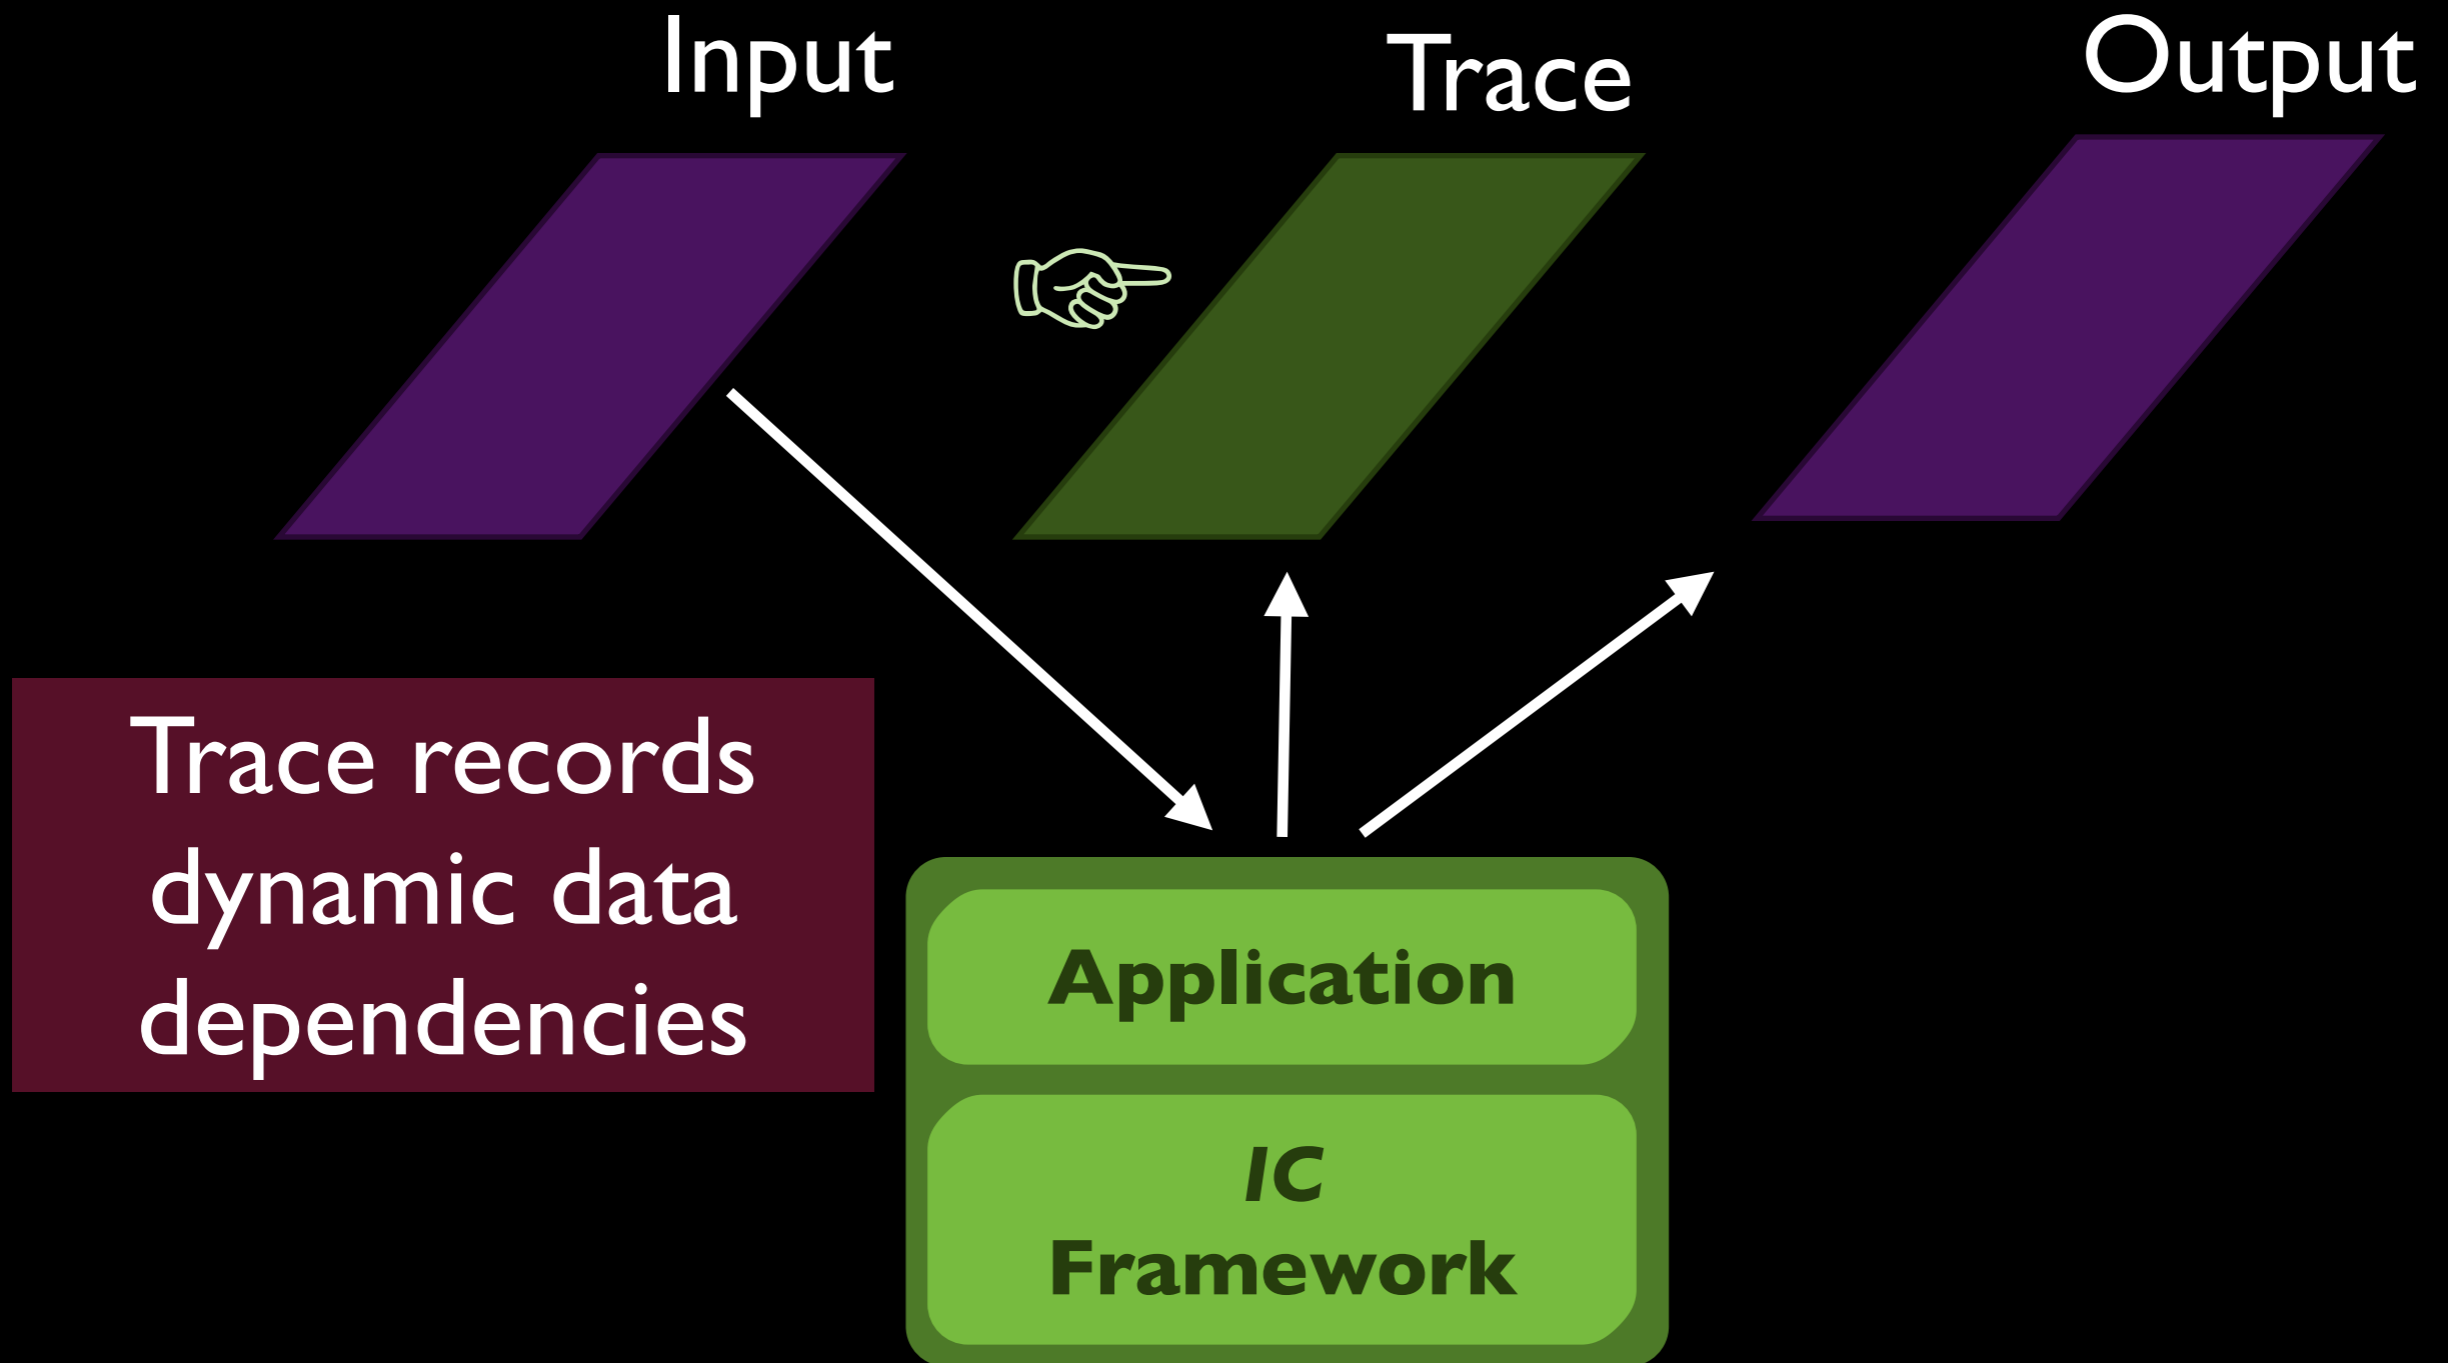 Input
Trace
Output
Trace records
dynamic data
dependencies
Application
IC
Framework